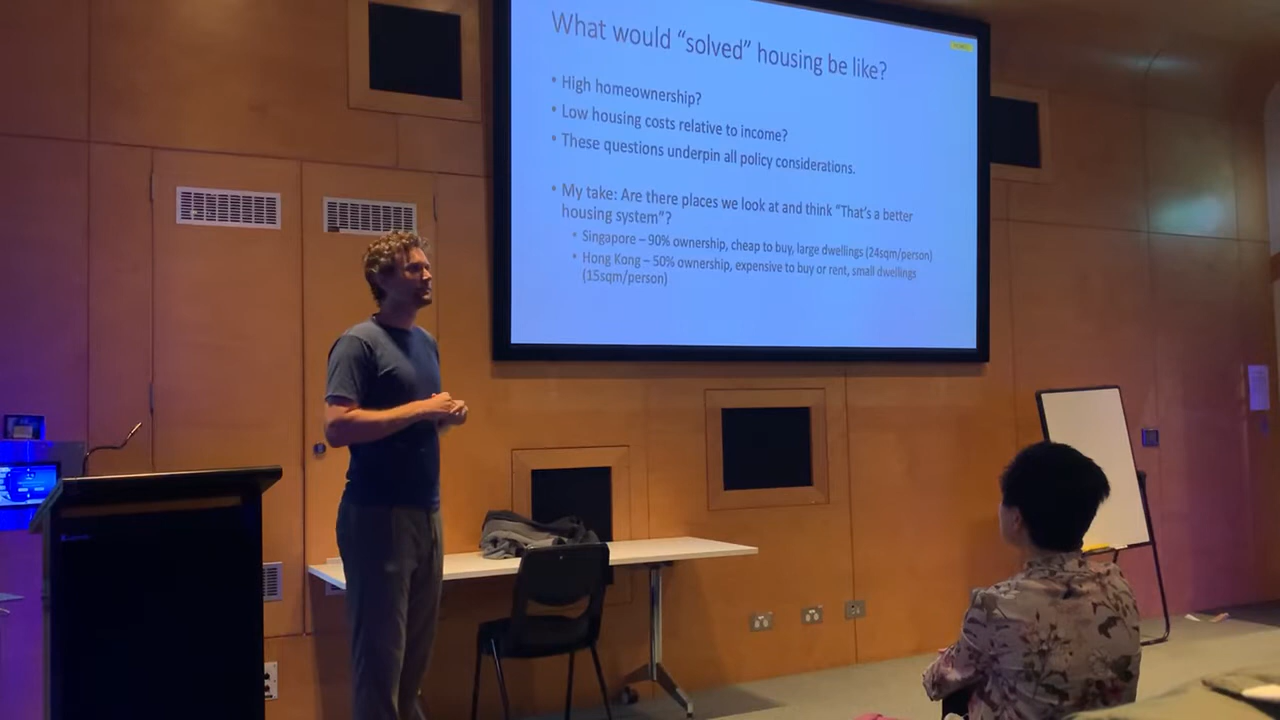 What would “solved” housing be like?
• High homeownership?
• Low housing costs relative to income?
• These questions underpin all policy considerations.
• My take: Are there places we look at and think “That’s a better
housing system”?
• Singapore – 90% ownership, cheap to buy, large dwellings (24sqm/person)
• Hong Kong – 50% ownership, expensive to buy or rent, small dwellings
(15sqm/person)